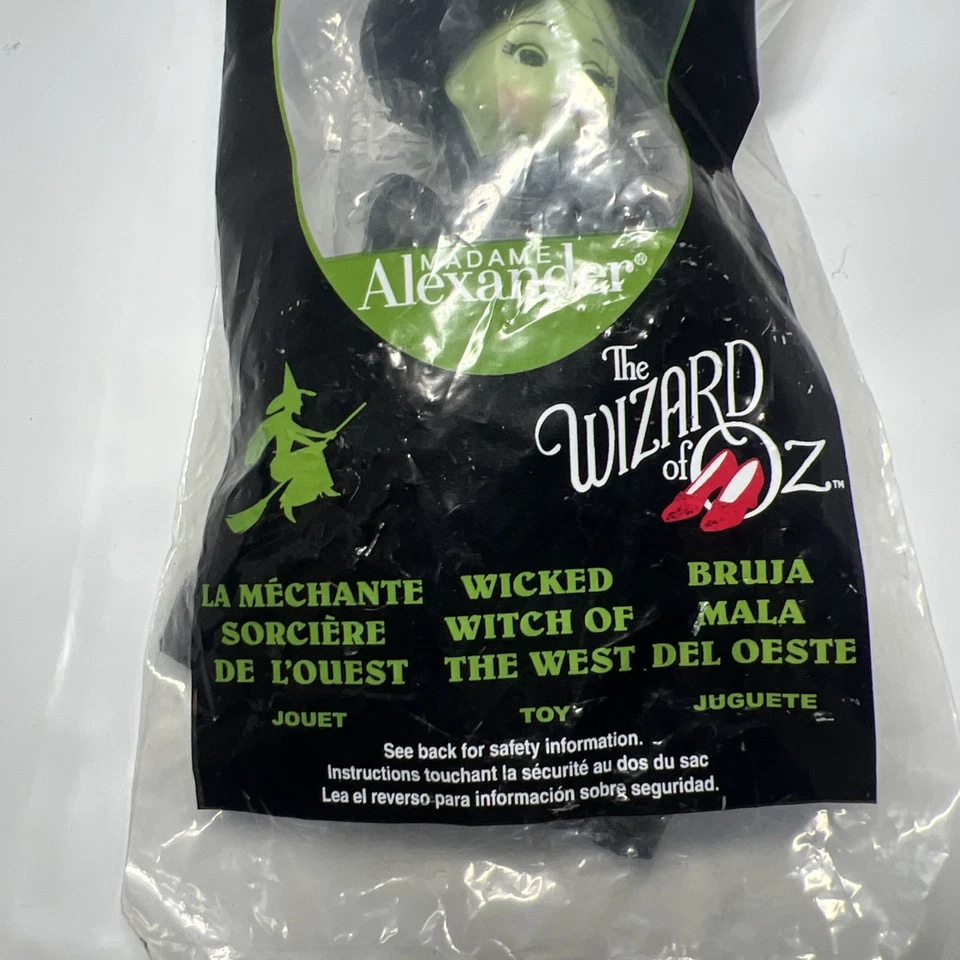 MADAME
Alexander®
The
WIZARD
of OZ™
LA MÉCHANTE
SORCIÈRE
DE L'OUEST
WICKED
WITCH OF
THE WEST
BRUJA
MALA
DEL OESTE
JOUET
TOY
JUGUETE
See back for safety information.
Instructions touchant la sécurité au dos du sac
Lea el reverso para información sobre seguridad.